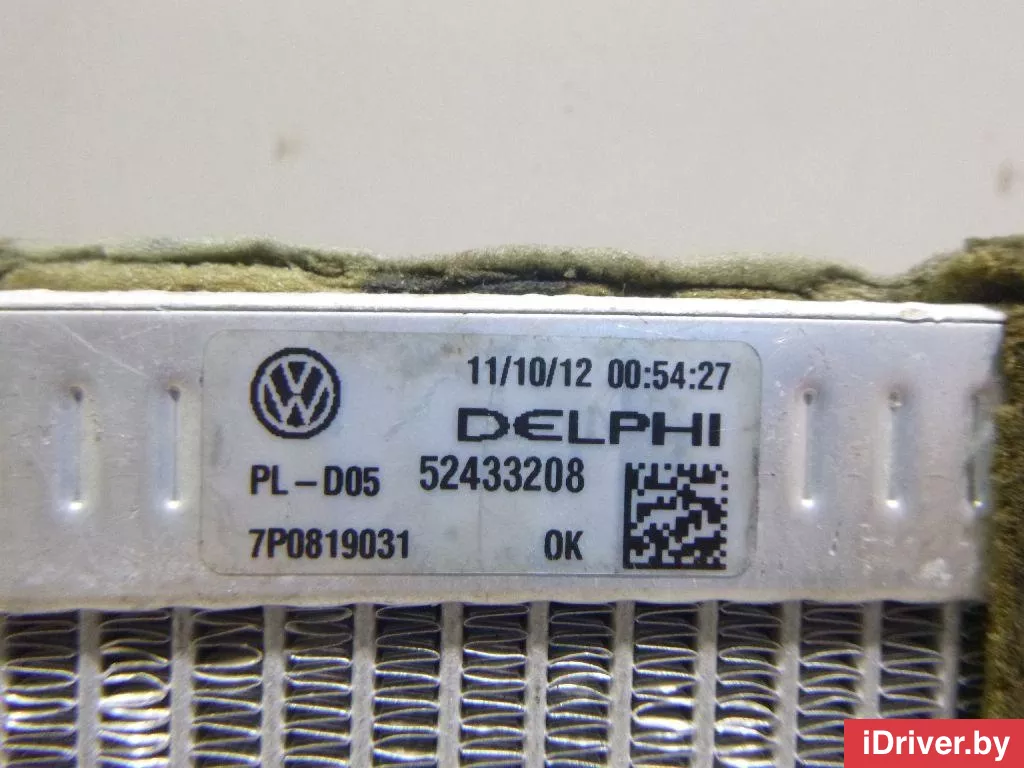 11/10/12 00:54:27
DELPHI
PL-D05 52433208
7P0819031 OK
iDriver.by